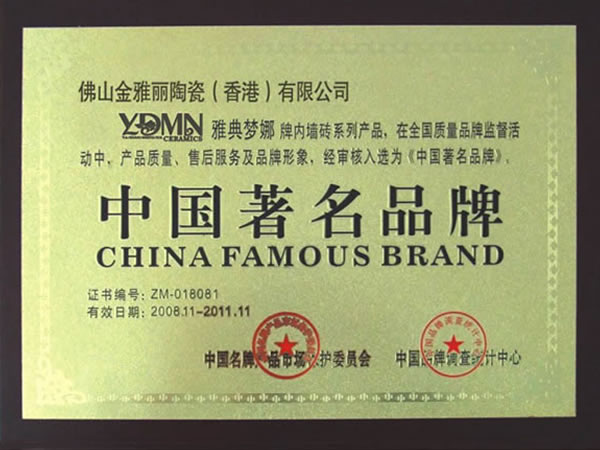 佛山金雅丽陶瓷（香港）有限公司
YDMN CERAMICS 雅典梦娜 牌内墙砖系列产品，在全国质量品牌监督活
动中，产品质量、售后服务及品牌形象，经审核入选为《中国著名品牌》、
中国著名品牌
CHINA FAMOUS BRAND
证书编号：ZM-018081
有效日期：2008.11-2011.11
中国名牌产品市场保护委员会 中国品牌调查统计中心